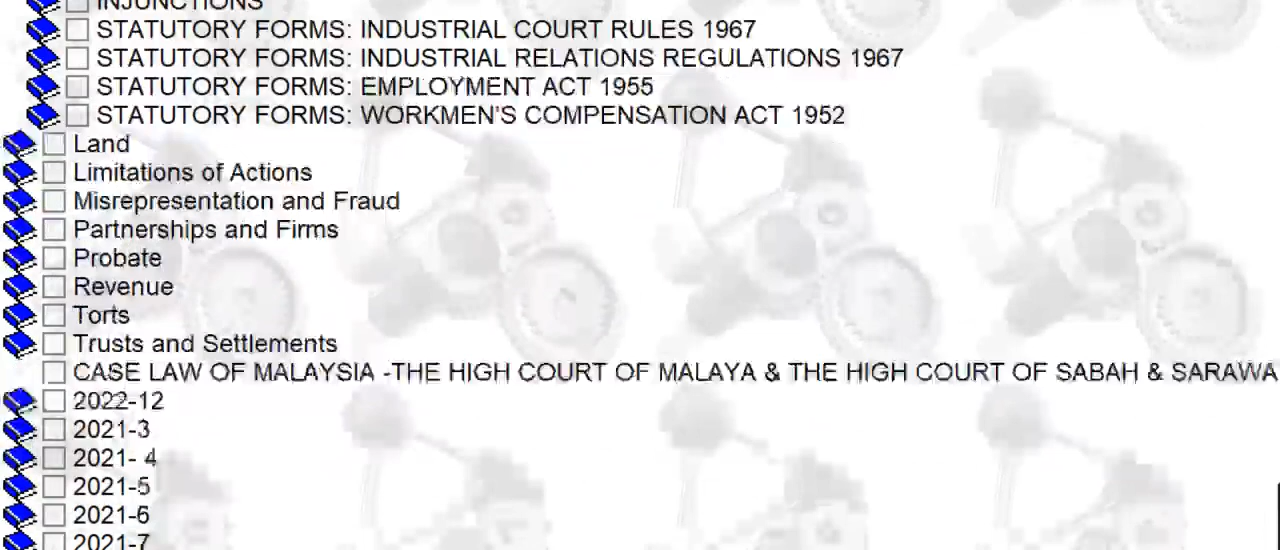 INJUNCTIONS
STATUTORY FORMS: INDUSTRIAL COURT RULES 1967
STATUTORY FORMS: INDUSTRIAL RELATIONS REGULATIONS 1967
STATUTORY FORMS: EMPLOYMENT ACT 1955
STATUTORY FORMS: WORKMEN'S COMPENSATION ACT 1952
Land
Limitations of Actions
Misrepresentation and Fraud
Partnerships and Firms
Probate
Revenue
Torts
Trusts and Settlements
CASE LAW OF MALAYSIA -THE HIGH COURT OF MALAYA & THE HIGH COURT OF SABAH & SARAWA
2022-12
2021-3
2021- 4
2021-5
2021-6
2021-7